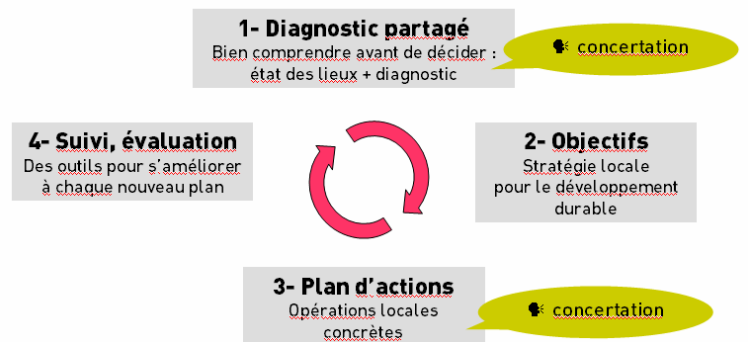 1- Diagnostic partagé
Bien comprendre avant de décider :
état des lieux + diagnostic
concertation
2- Objectifs
Stratégie locale
pour le développement
durable
3- Plan d'actions
Opérations locales
concrètes
concertation
4- Suivi, évaluation
Des outils pour s'améliorer
à chaque nouveau plan